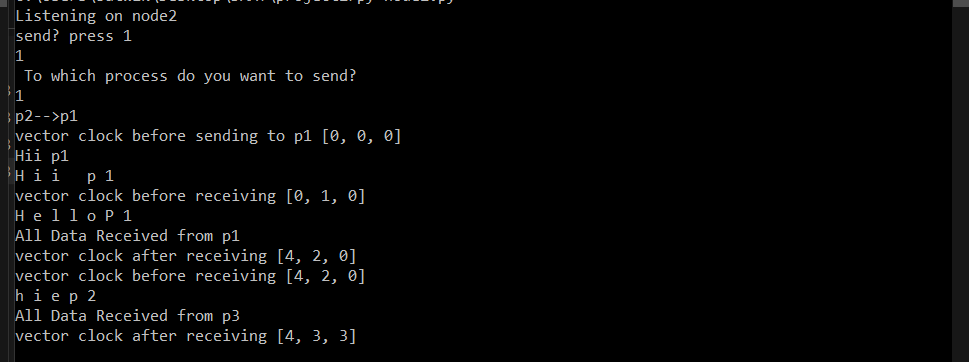 Listening on node2
send? press 1
1
To which process do you want to send?
1
p2-->p1
vector clock before sending to p1 [0, 0, 0]
Hii p1
H i i   p 1
vector clock before receiving [0, 1, 0]
H e l l o P 1
All Data Received from p1
vector clock after receiving [4, 2, 0]
vector clock before receiving [4, 2, 0]
h i e p 2
All Data Received from p3
vector clock after receiving [4, 3, 3]